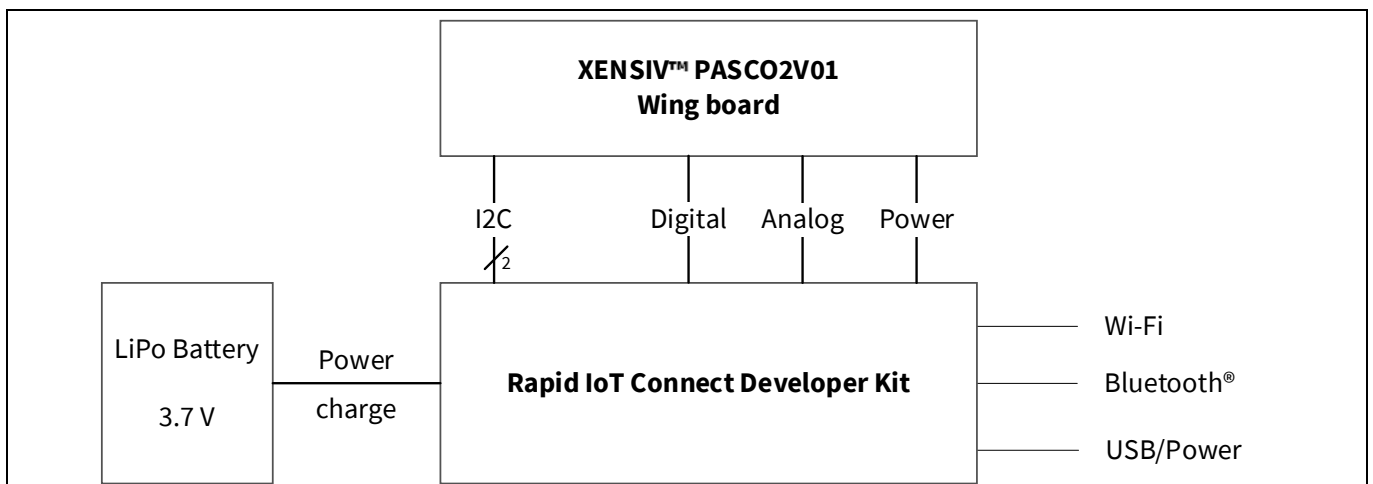 XENSIV™ PASCO2V01
Wing board
I2C
Digital
Analog
Power
2
LiPo Battery
3.7 V
Power
charge
Rapid IoT Connect Developer Kit
Wi-Fi
Bluetooth®
USB/Power